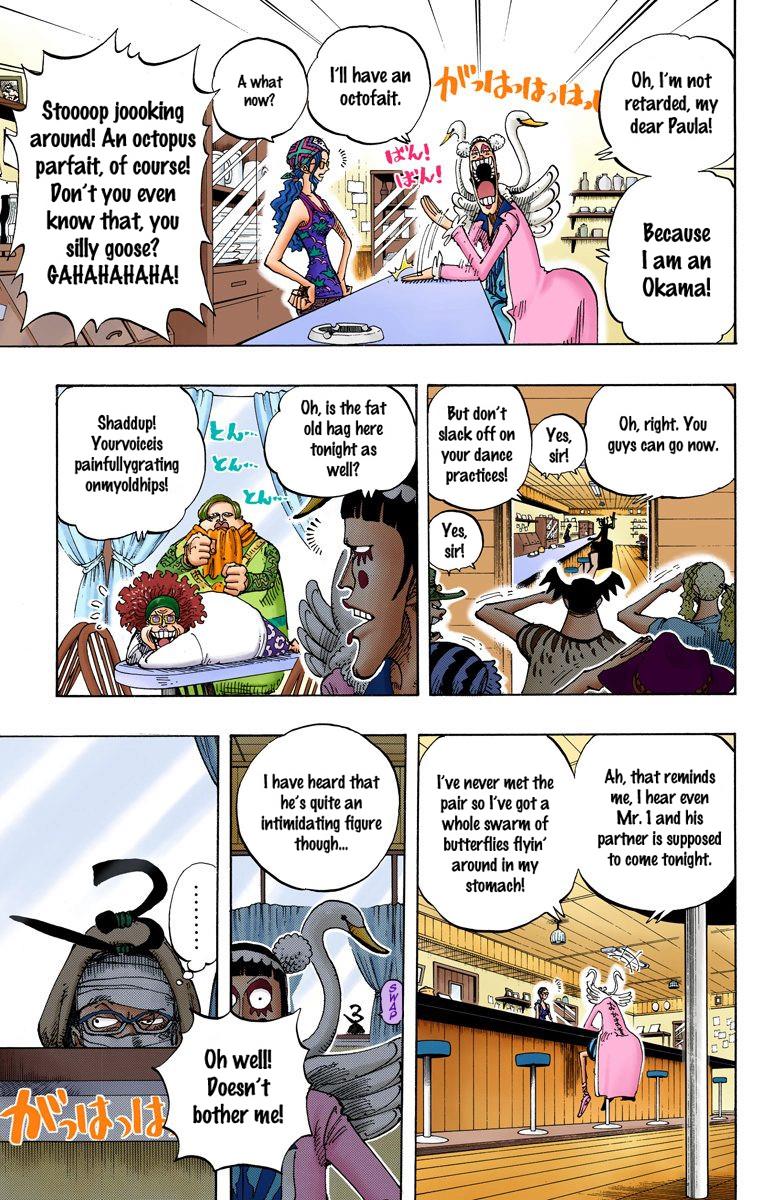 Oh, I'm not
retarded, my
dear Paula!
Because
I am an
Okama!
がっはっはっはっ
I'll have an
octofait.
ばん!
ばん!
A what
now?
Stoooop joooking
around! An octopus
parfait, of course!
Don't you even
know that, you
silly goose?
GAHAHAHAHA!
Oh, right. You
guys can go now.
Yes,
sir!
But don't
slack off on
your dance
practices!
Yes,
sir!
Oh, is the fat
old hag here
tonight as
well?
とん…
とん…
とん…
Shaddup!
Yourvoiceis
painfullygrating
onmyoldhips!
Ah, that reminds
me, I hear even
Mr. 1 and his
partner is supposed
to come tonight.
I've never met the
pair so I've got a
whole swarm of
butterflies flyin'
around in my
stomach!
I have heard that
he's quite an
intimidating figure
though...
SWAP
3
Oh well!
Doesn't
bother me!
........
3
がっはっはっ